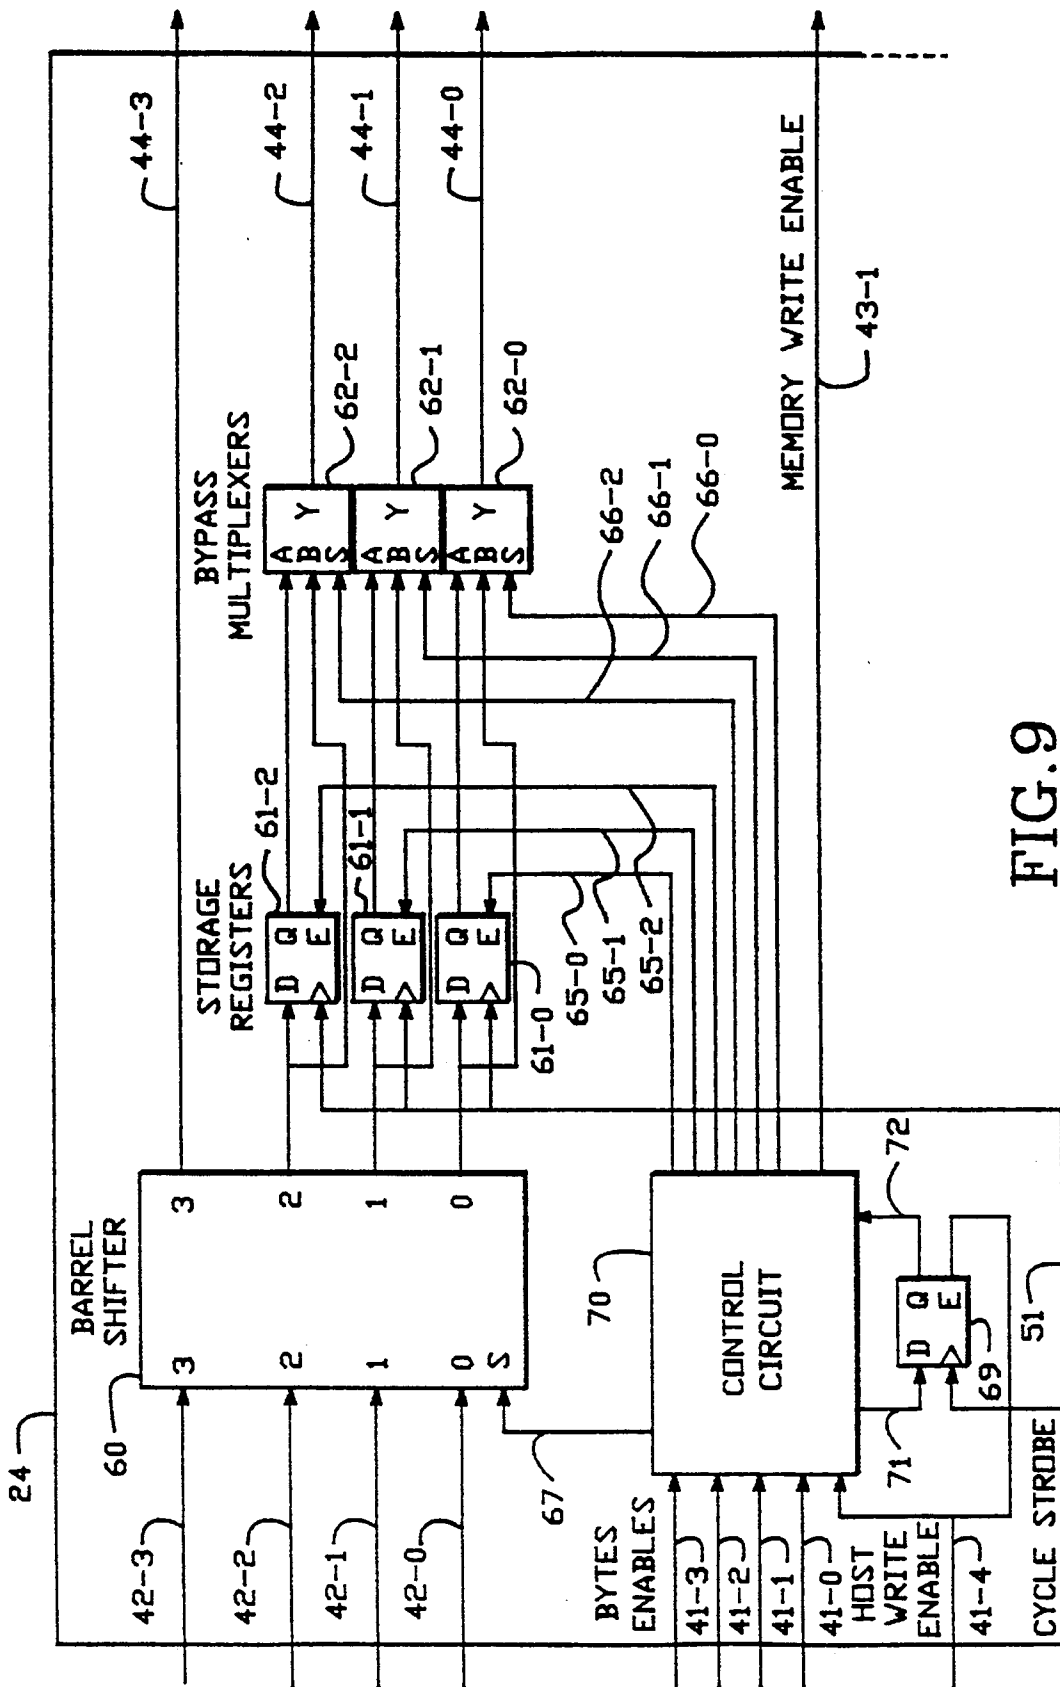 24
60
BARREL
SHIFTER
42-3
42-2
42-1
42-0
3
2
1
0
S
3
2
1
0
67
STORAGE
REGISTERS
61-2
D Q
E
61-1
D Q
E
D Q
E
61-0
BYPASS
MULTIPLEXERS
A
B Y
S
A
B Y
S
A
B Y
S
62-2
62-1
62-0
44-3
44-2
44-1
44-0
65-0
65-1
65-2
66-2
66-1
66-0
BYTES
ENABLES
41-3
41-2
41-1
41-0
HOST
WRITE
ENABLE
41-4
70
CONTROL
CIRCUIT
71
72
D Q
E
69
CYCLE STROBE
51
MEMORY WRITE ENABLE
43-1
FIG.9